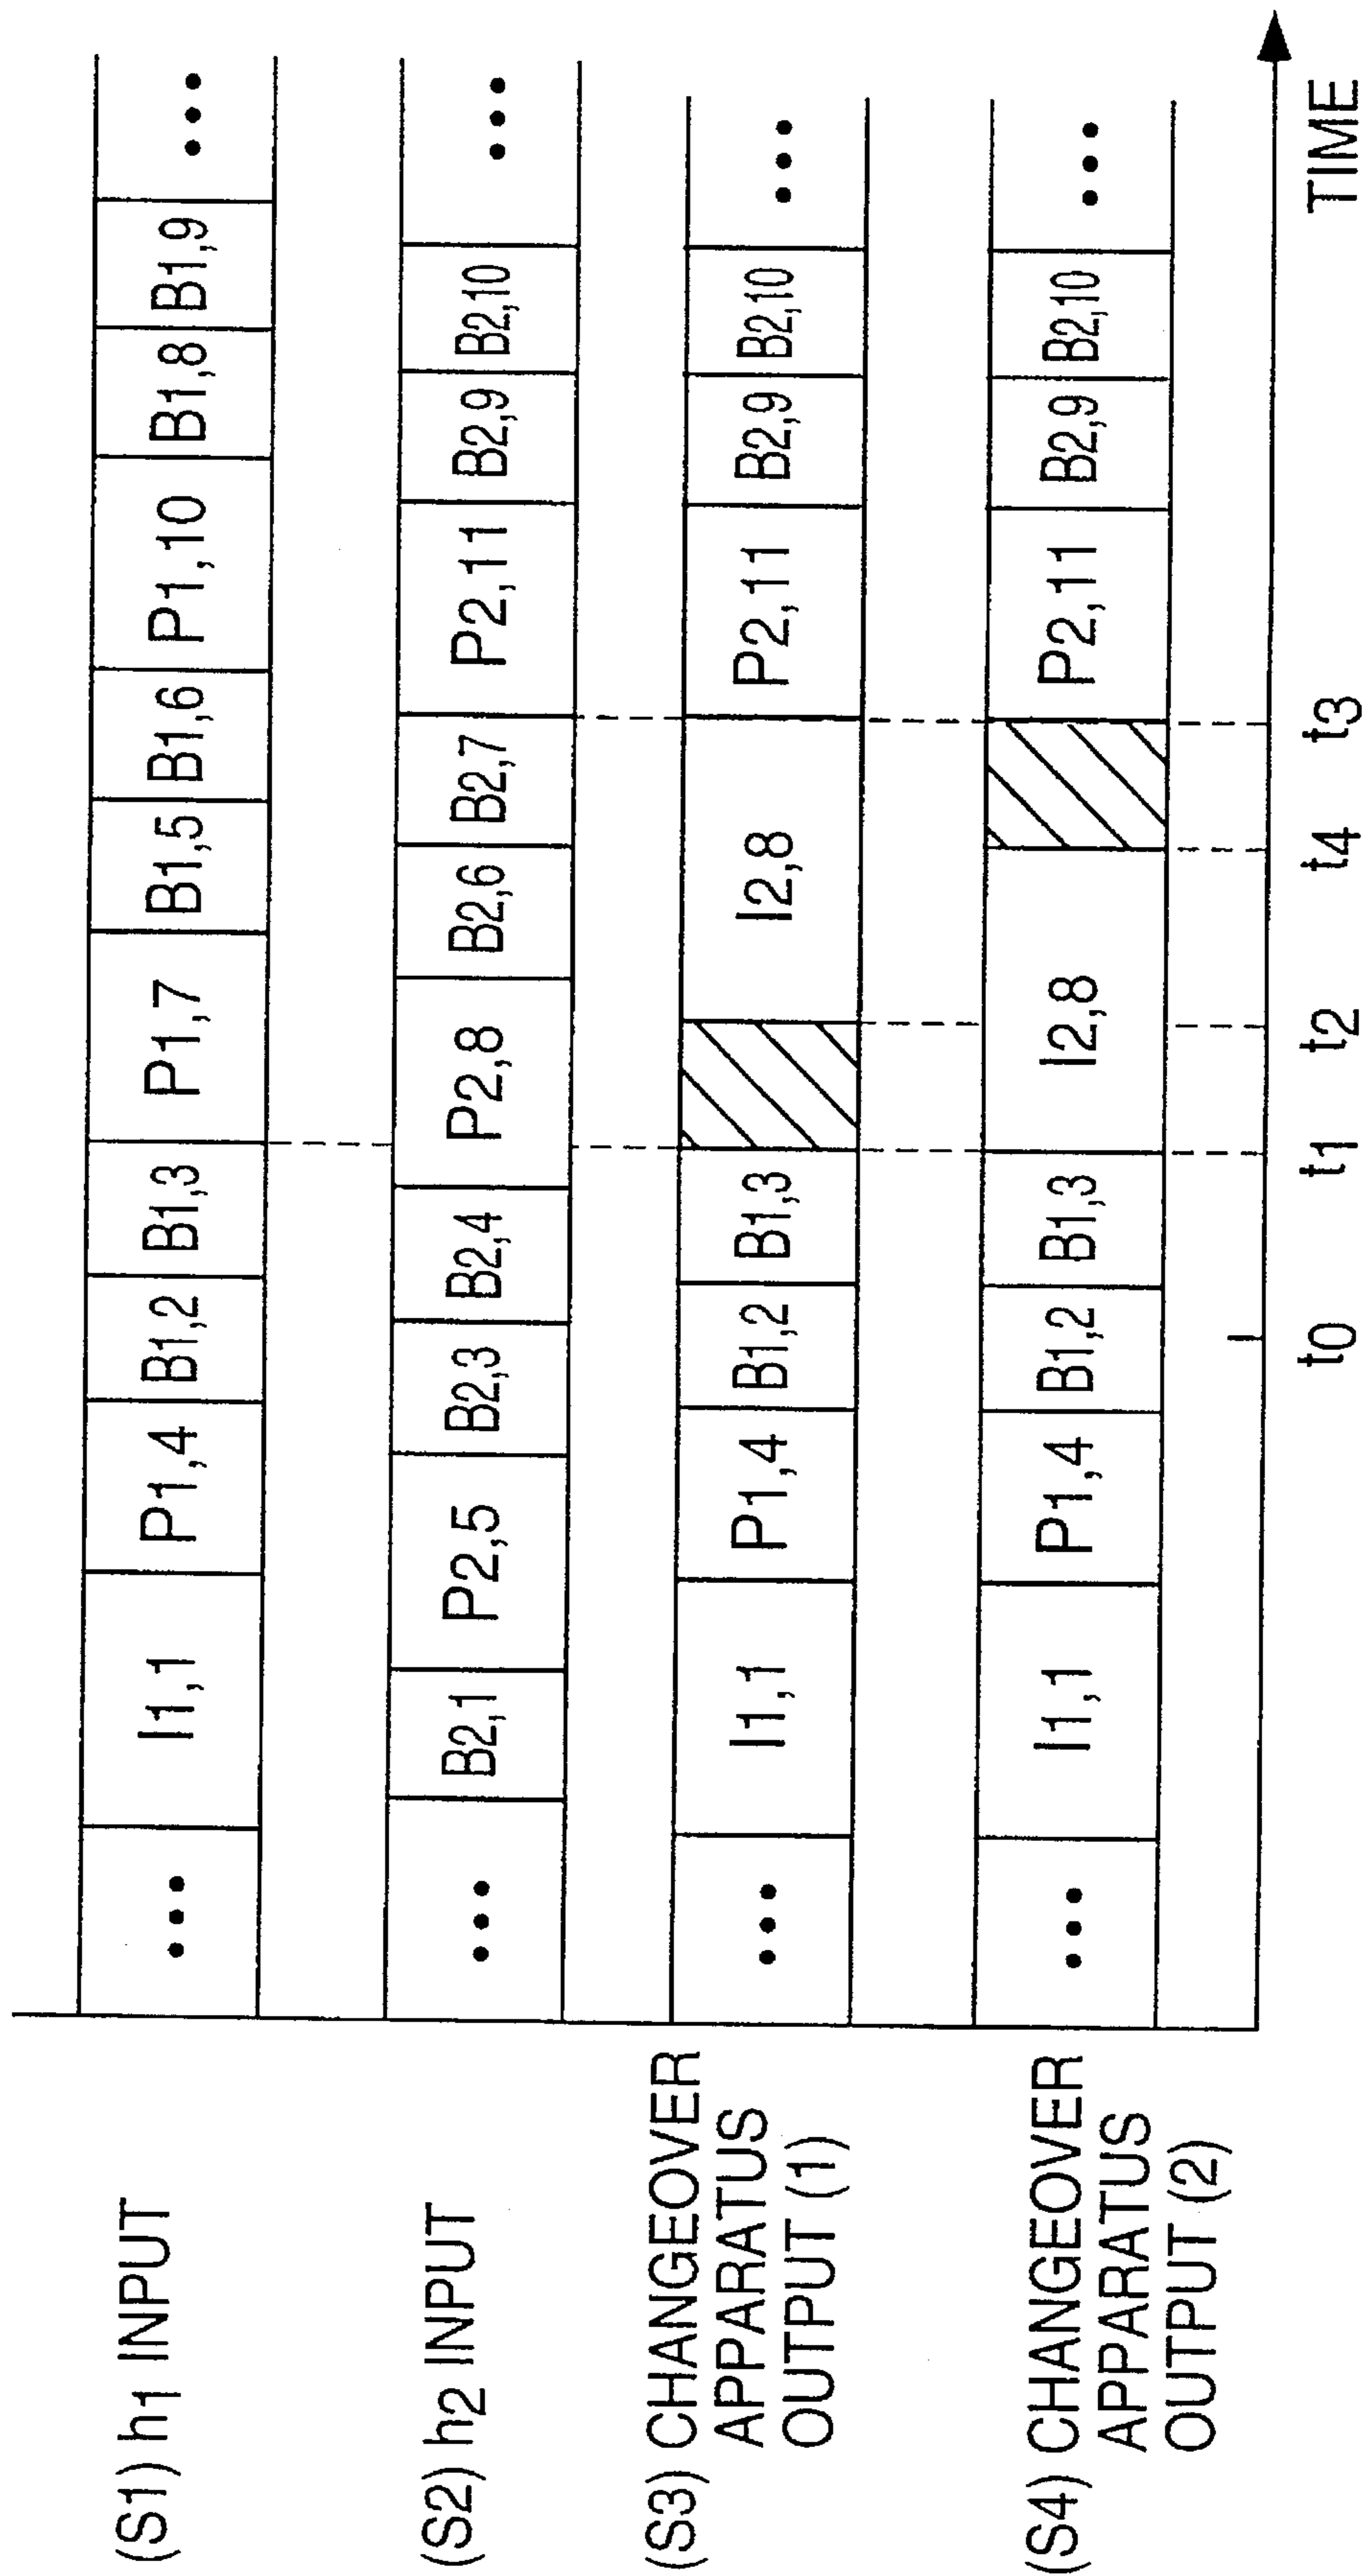 (S1) h1 INPUT
... I1,1 P1,4 B1,2 B1,3 P1,7 B1,5 B1,6 P1,10 B1,8 B1,9 ...
(S2) h2 INPUT
... B2,1 P2,5 B2,3 B2,4 P2,8 B2,6 B2,7 P2,11 B2,9 B2,10 ...
(S3) CHANGEOVER
APPARATUS
OUTPUT (1)
... I1,1 P1,4 B1,2 B1,3 I2,8 P2,11 B2,9 B2,10 ...
(S4) CHANGEOVER
APPARATUS
OUTPUT (2)
... I1,1 P1,4 B1,2 B1,3 I2,8 P2,11 B2,9 B2,10 ...
t0 t1 t2 t4 t3 TIME